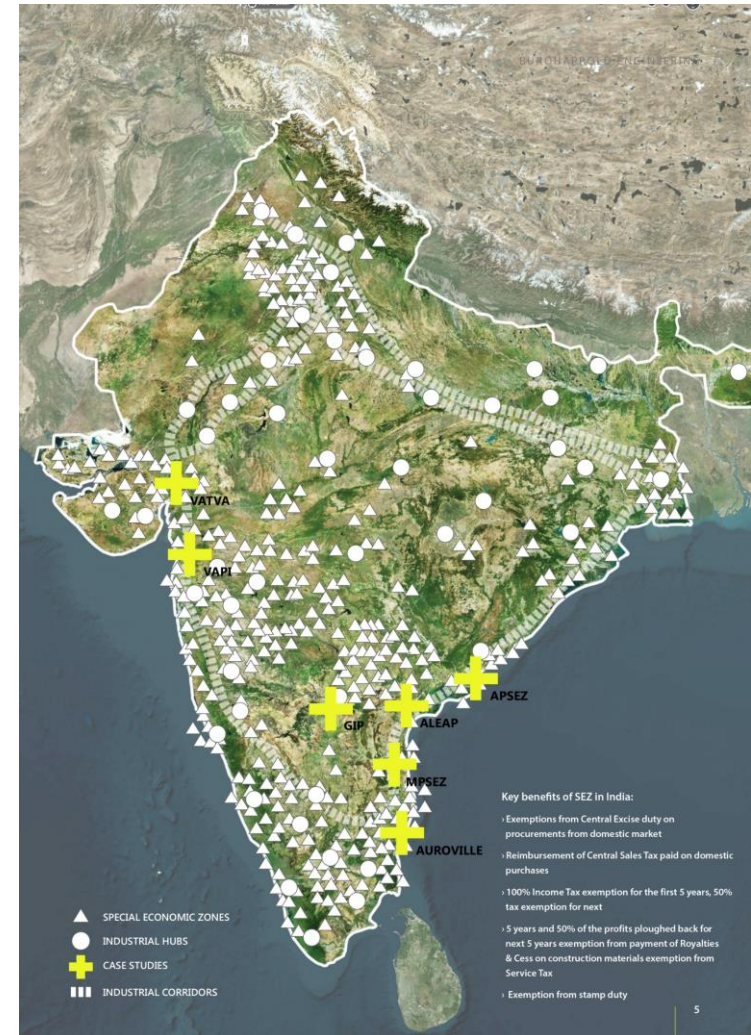 BUROHAPPOLD ENGINEERING
VATVA
VAPI
GIP
ALEAP
APSEZ
MPSEZ
AUROVILLE
Key benefits of SEZ in India:
› Exemptions from Central Excise duty on
procurements from domestic market
› Reimbursement of Central Sales Tax paid on domestic
purchases
› 100% Income Tax exemption for the first 5 years, 50%
tax exemption for next
› 5 years and 50% of the profits ploughed back for
next 5 years exemption from payment of Royalties
& Cess on construction materials exemption from
Service Tax
› Exemption from stamp duty
SPECIAL ECONOMIC ZONES
INDUSTRIAL HUBS
CASE STUDIES
INDUSTRIAL CORRIDORS
5